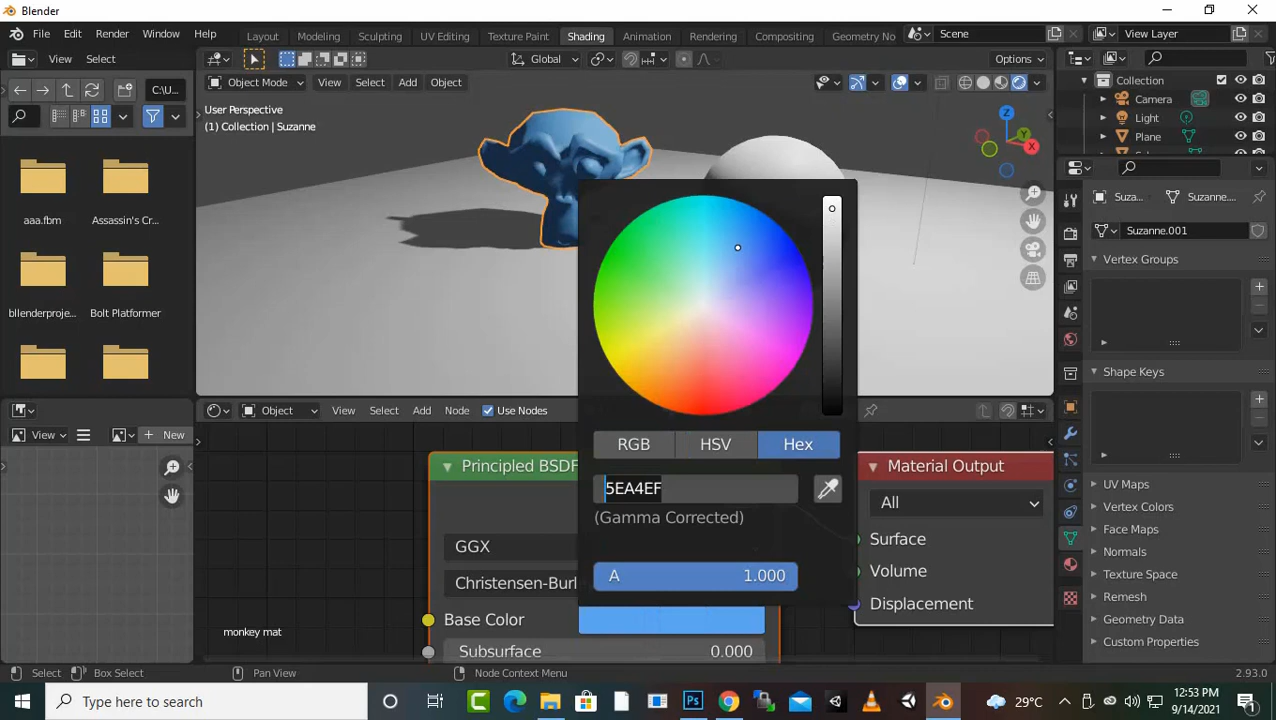 Blender
File Edit Render Window Help
Layout Modeling Sculpting UV Editing Texture Paint Shading Animation Rendering Compositing Geometry No
Scene
View Layer
View Select
Global
Options
C:\U...
Object Mode View Select Add Object
User Perspective
(1) Collection | Suzanne
Z
Y
X
Collection
Camera
Light
Plane
aaa.fbm
Assassin's Cr...
bllenderproje...
Bolt Platformer
Suza...
Suzanne....
Suzanne.001
Vertex Groups
Shape Keys
UV Maps
Vertex Colors
Face Maps
Normals
Texture Space
Remesh
Geometry Data
Custom Properties
Object View Select Add Node Use Nodes
View
New
RGB HSV Hex
5EA4EF
(Gamma Corrected)
A 1.000
Principled BSDF
GGX
Christensen-Burl
Base Color
Subsurface 0.000
Material Output
All
Surface
Volume
Displacement
monkey mat
Select Box Select Pan View Node Context Menu 2.93.0
Type here to search
Ps
29°C
12:53 PM
9/14/2021
1